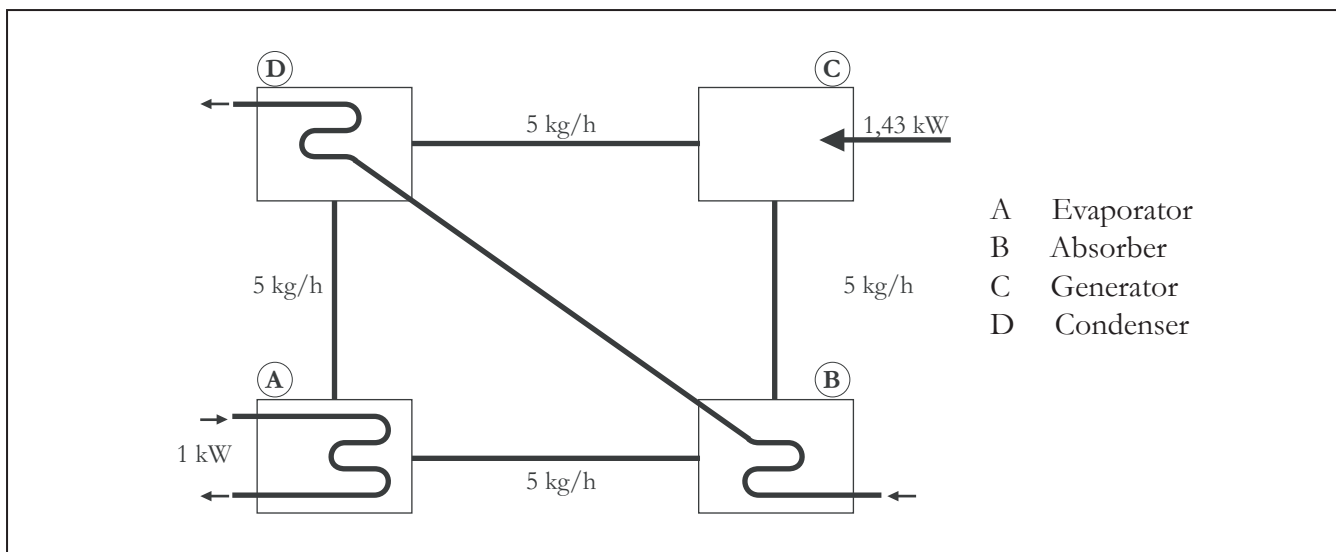 D
C
5 kg/h
1,43 kW
5 kg/h
5 kg/h
A
B
1 kW
5 kg/h
A Evaporator
B Absorber
C Generator
D Condenser